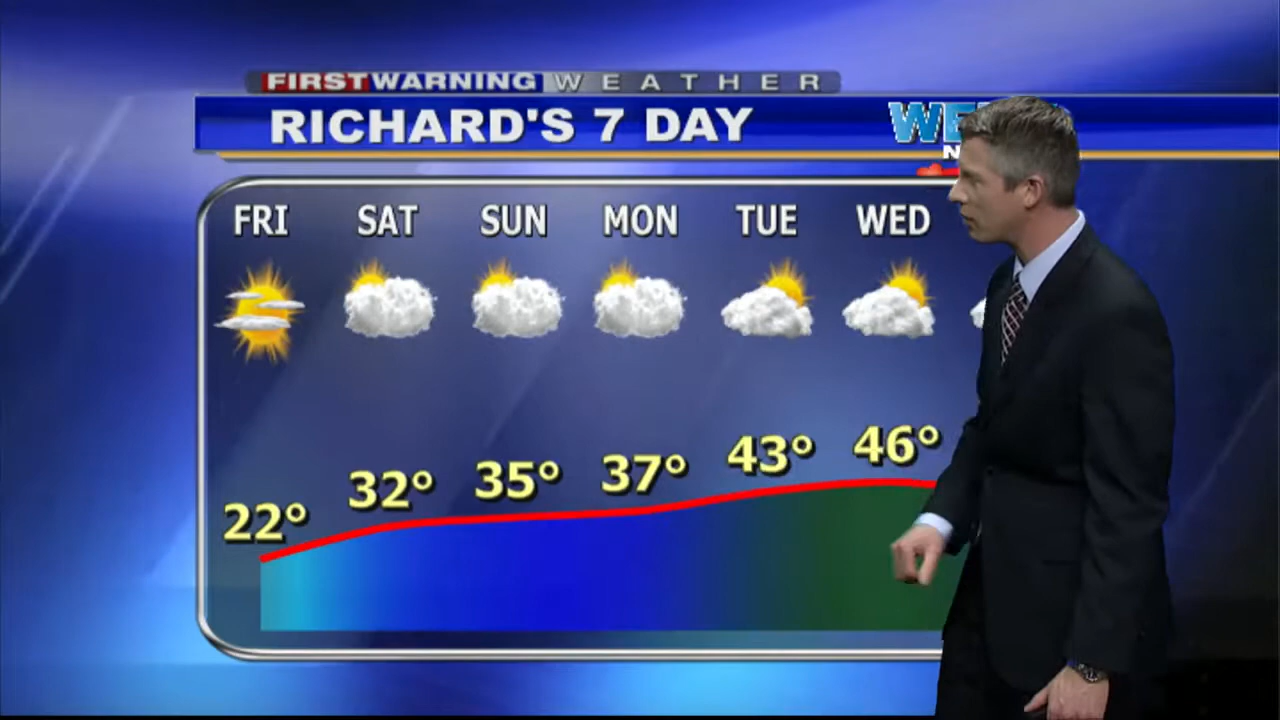 FIRST WARNING WEATHER
RICHARD'S 7 DAY
FRI SAT SUN MON TUE WED
22° 32° 35° 37° 43° 46°